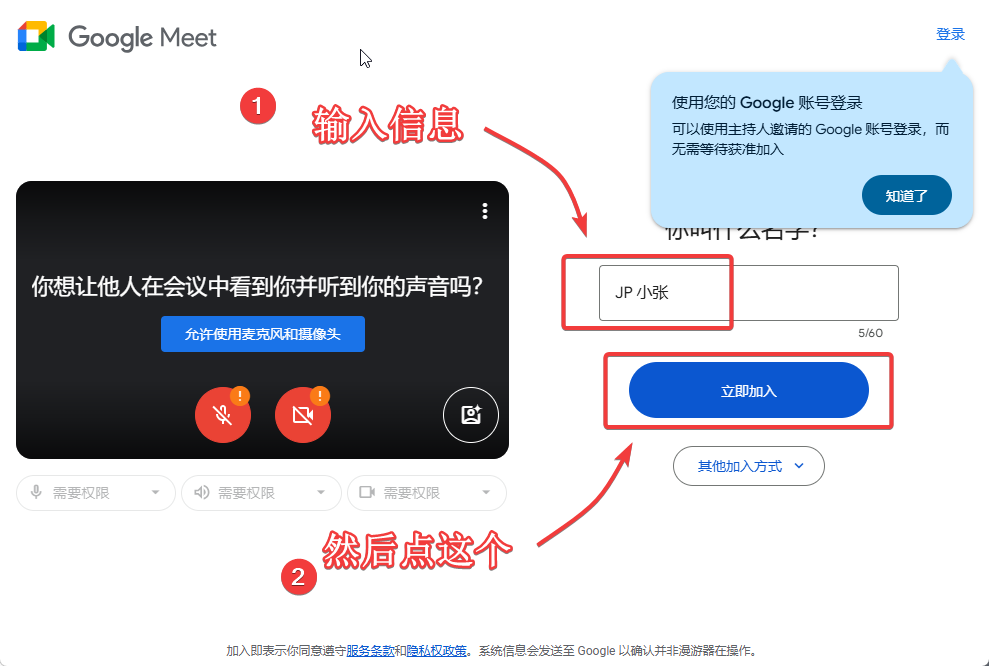 Google Meet
登录
1
输入信息
使用您的 Google 账号登录
可以使用主持人邀请的 Google 账号登录，而
无需等待获准加入
知道了
你叫什么名字？
你想让他人在会议中看到你并听到你的声音吗？
允许使用麦克风和摄像头
JP 小张
5/60
立即加入
其他加入方式
需要权限
需要权限
需要权限
然后点这个
2
加入即表示你同意遵守服务条款和隐私权政策。系统信息会发送至 Google 以确认并非漫游器在操作。